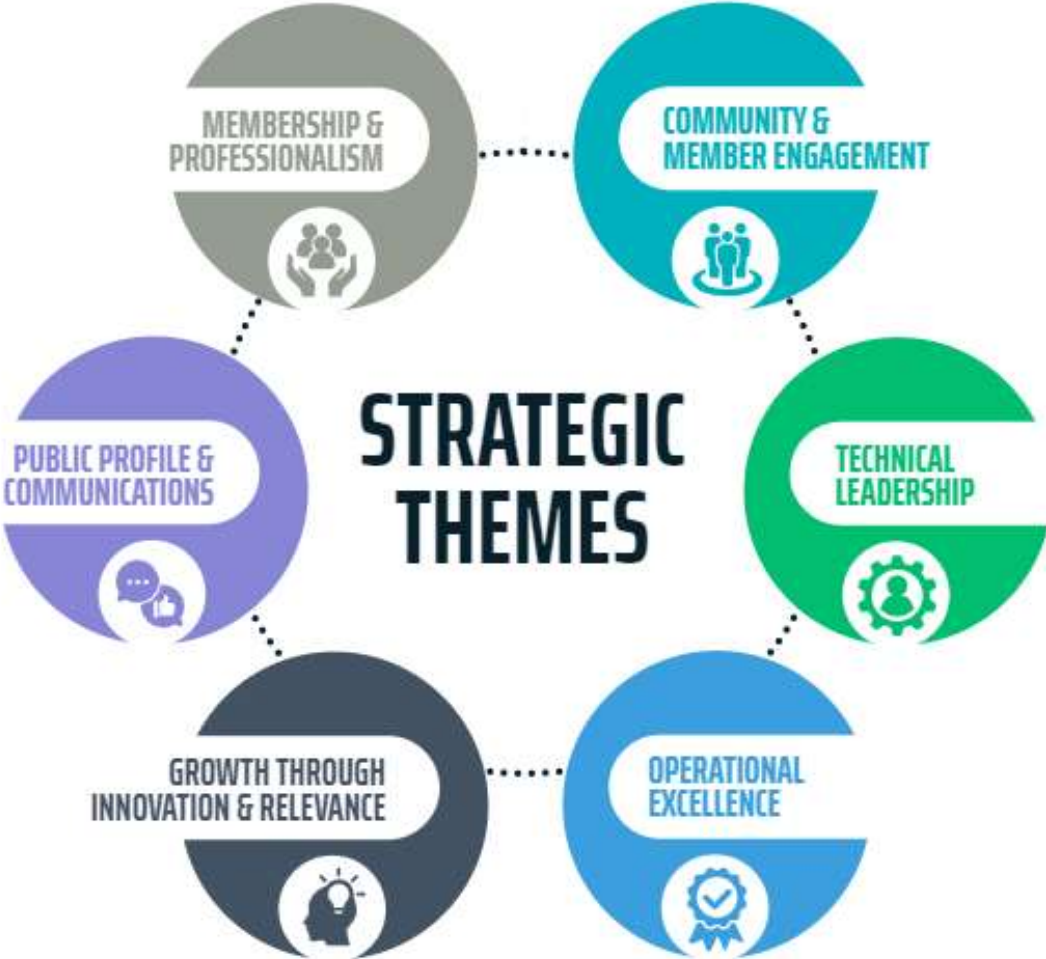 MEMBERSHIP &
PROFESSIONALISM
COMMUNITY &
MEMBER ENGAGEMENT
PUBLIC PROFILE &
COMMUNICATIONS
STRATEGIC
THEMES
TECHNICAL
LEADERSHIP
GROWTH THROUGH
INNOVATION & RELEVANCE
OPERATIONAL
EXCELLENCE